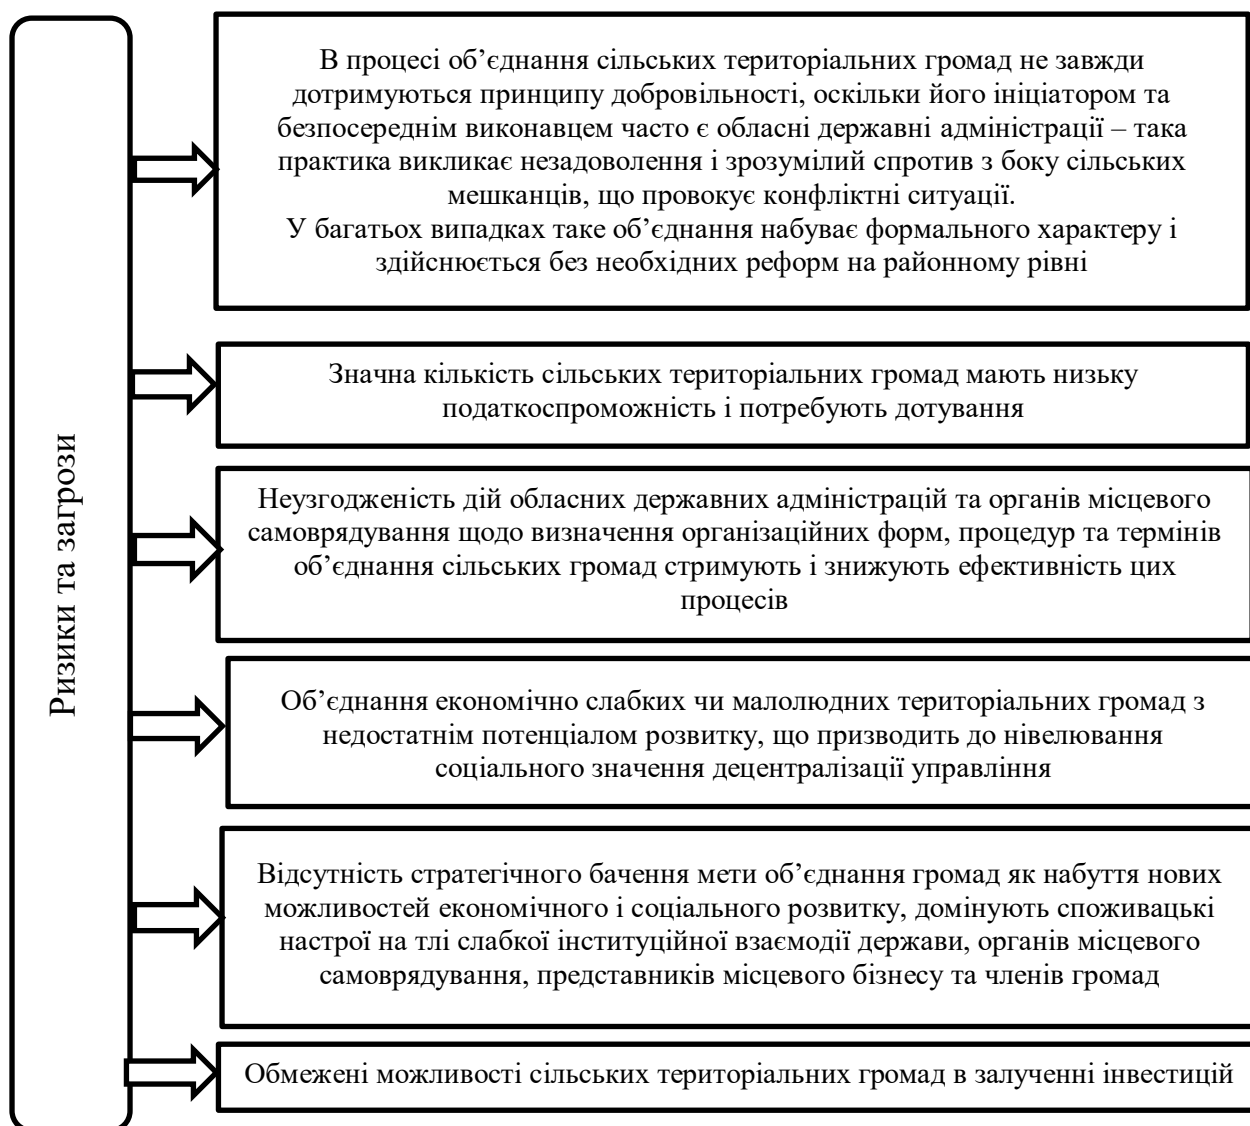 Ризики та загрози
В процесі об’єднання сільських територіальних громад не завжди
дотримуються принципу добровільності, оскільки його ініціатором та
безпосереднім виконавцем часто є обласні державні адміністрації – така
практика викликає незадоволення і зрозумілий спротив з боку сільських
мешканців, що провокує конфліктні ситуації.
У багатьох випадках таке об’єднання набуває формального характеру і
здійснюється без необхідних реформ на районному рівні
Значна кількість сільських територіальних громад мають низьку
податкоспроможність і потребують дотування
Неузгодженість дій обласних державних адміністрацій та органів місцевого
самоврядування щодо визначення організаційних форм, процедур та термінів
об’єднання сільських громад стримують і знижують ефективність цих
процесів
Об’єднання економічно слабких чи малолюдних територіальних громад з
недостатнім потенціалом розвитку, що призводить до нівелювання
соціального значення децентралізації управління
Відсутність стратегічного бачення мети об’єднання громад як набуття нових
можливостей економічного і соціального розвитку, домінують споживацькі
настрої на тлі слабкої інституційної взаємодії держави, органів місцевого
самоврядування, представників місцевого бізнесу та членів громад
Обмежені можливості сільських територіальних громад в залученні інвестицій